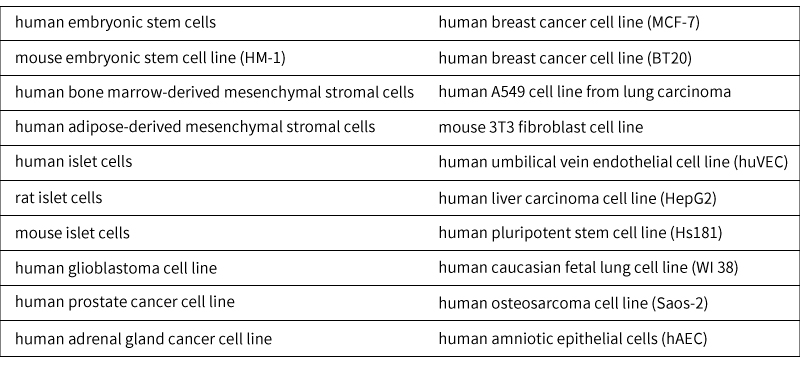 human embryonic stem cells human breast cancer cell line (MCF-7)
mouse embryonic stem cell line (HM-1) human breast cancer cell line (BT20)
human bone marrow-derived mesenchymal stromal cells human A549 cell line from lung carcinoma
human adipose-derived mesenchymal stromal cells mouse 3T3 fibroblast cell line
human islet cells human umbilical vein endothelial cell line (huVEC)
rat islet cells human liver carcinoma cell line (HepG2)
mouse islet cells human pluripotent stem cell line (Hs181)
human glioblastoma cell line human caucasian fetal lung cell line (WI 38)
human prostate cancer cell line human osteosarcoma cell line (Saos-2)
human adrenal gland cancer cell line human amniotic epithelial cells (hAEC)